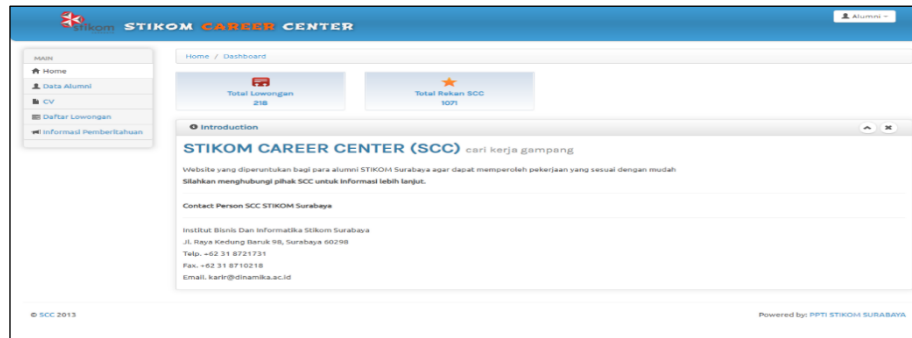 stikom STIKOM CAREER CENTER
Alumni
MAIN
Home
Data Alumni
CV
Daftar Lowongan
Informasi Pemberitahuan
Home / Dashboard
Total Lowongan
218
Total Rekan SCC
1071
Introduction
STIKOM CAREER CENTER (SCC) cari kerja gampang
Website yang diperuntukan bagi para alumni STIKOM Surabaya agar dapat memperoleh pekerjaan yang sesuai dengan mudah
Silahkan menghubungi pihak SCC untuk informasi lebih lanjut.
Contact Person SCC STIKOM Surabaya
Institut Bisnis Dan Informatika Stikom Surabaya
Jl. Raya Kedung Baruk 98, Surabaya 60298
Telp. +62 31 8721731
Fax. +62 31 8710218
Email. karir@dinamika.ac.id
© SCC 2013
Powered by: PPTI STIKOM SURABAYA